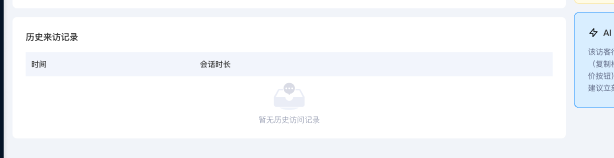 历史来访记录
时间 会话时长
暂无历史访问记录
AI
该访客
（复制
价按钮）
建议立